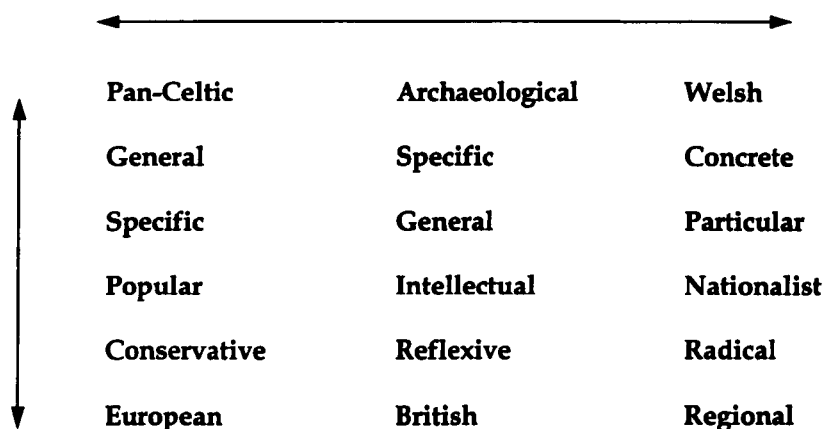 Pan-Celtic Archaeological Welsh
General Specific Concrete
Specific General Particular
Popular Intellectual Nationalist
Conservative Reflexive Radical
European British Regional